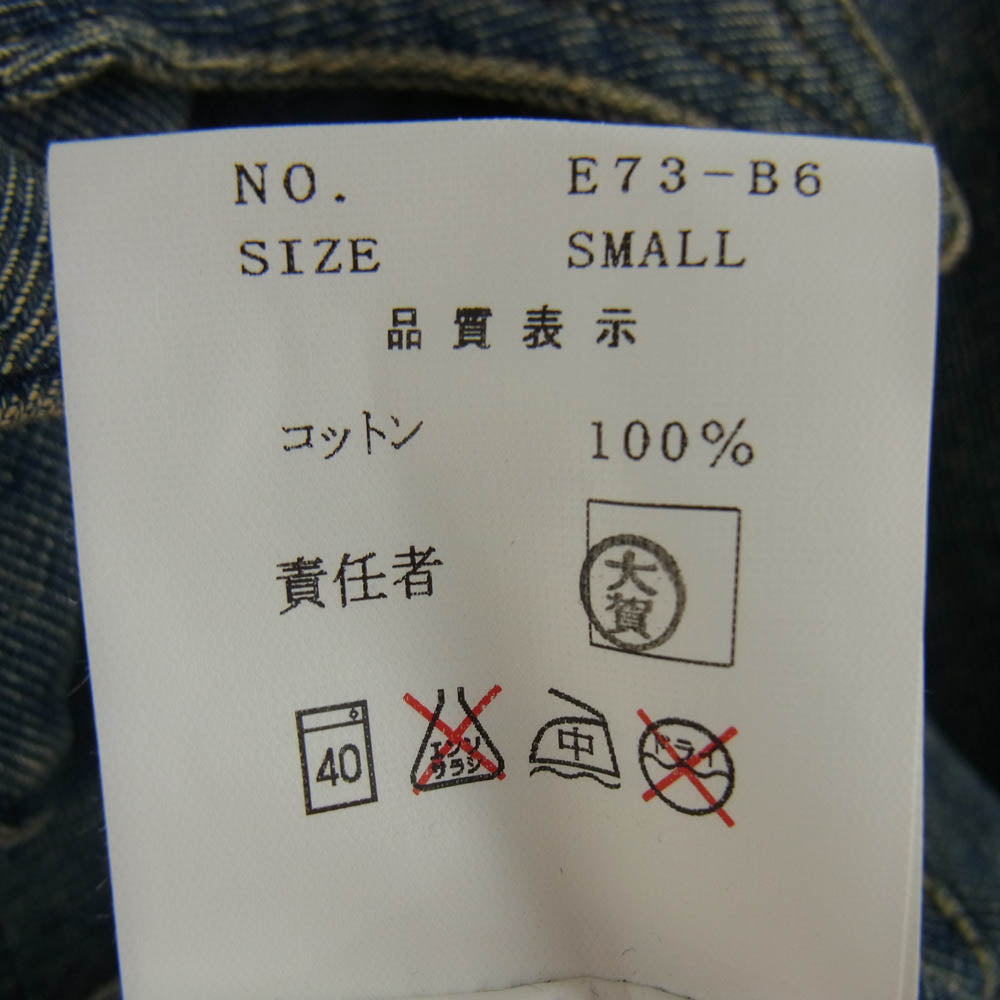 NO. E73-B6
SIZE SMALL
品質表示
コットン 100%
責任者 大賀
40 エンソサラシ 中 ドライ